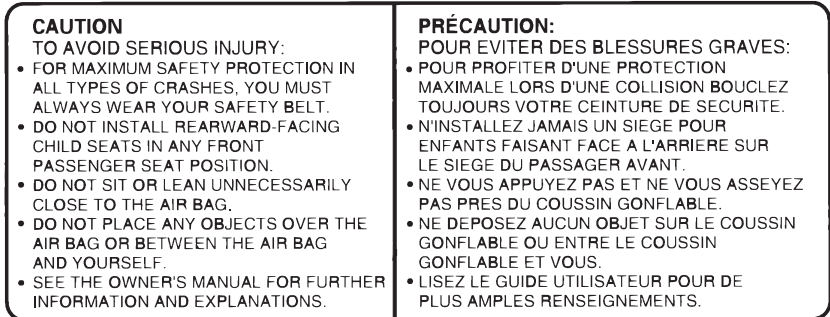 CAUTION
TO AVOID SERIOUS INJURY:
• FOR MAXIMUM SAFETY PROTECTION IN
ALL TYPES OF CRASHES, YOU MUST
ALWAYS WEAR YOUR SAFETY BELT.
• DO NOT INSTALL REARWARD-FACING
CHILD SEATS IN ANY FRONT
PASSENGER SEAT POSITION.
• DO NOT SIT OR LEAN UNNECESSARILY
CLOSE TO THE AIR BAG.
• DO NOT PLACE ANY OBJECTS OVER THE
AIR BAG OR BETWEEN THE AIR BAG
AND YOURSELF.
• SEE THE OWNER'S MANUAL FOR FURTHER
INFORMATION AND EXPLANATIONS.
PRÉCAUTION:
POUR EVITER DES BLESSURES GRAVES:
• POUR PROFITER D'UNE PROTECTION
MAXIMALE LORS D'UNE COLLISION BOUCLEZ
TOUJOURS VOTRE CEINTURE DE SECURITE.
• N'INSTALLEZ JAMAIS UN SIEGE POUR
ENFANTS FAISANT FACE A L'ARRIERE SUR
LE SIEGE DU PASSAGER AVANT.
• NE VOUS APPUYEZ PAS ET NE VOUS ASSEYEZ
PAS PRES DU COUSSIN GONFLABLE.
• NE DEPOSEZ AUCUN OBJET SUR LE COUSSIN
GONFLABLE OU ENTRE LE COUSSIN
GONFLABLE ET VOUS.
• LISEZ LE GUIDE UTILISATEUR POUR DE
PLUS AMPLES RENSEIGNEMENTS.